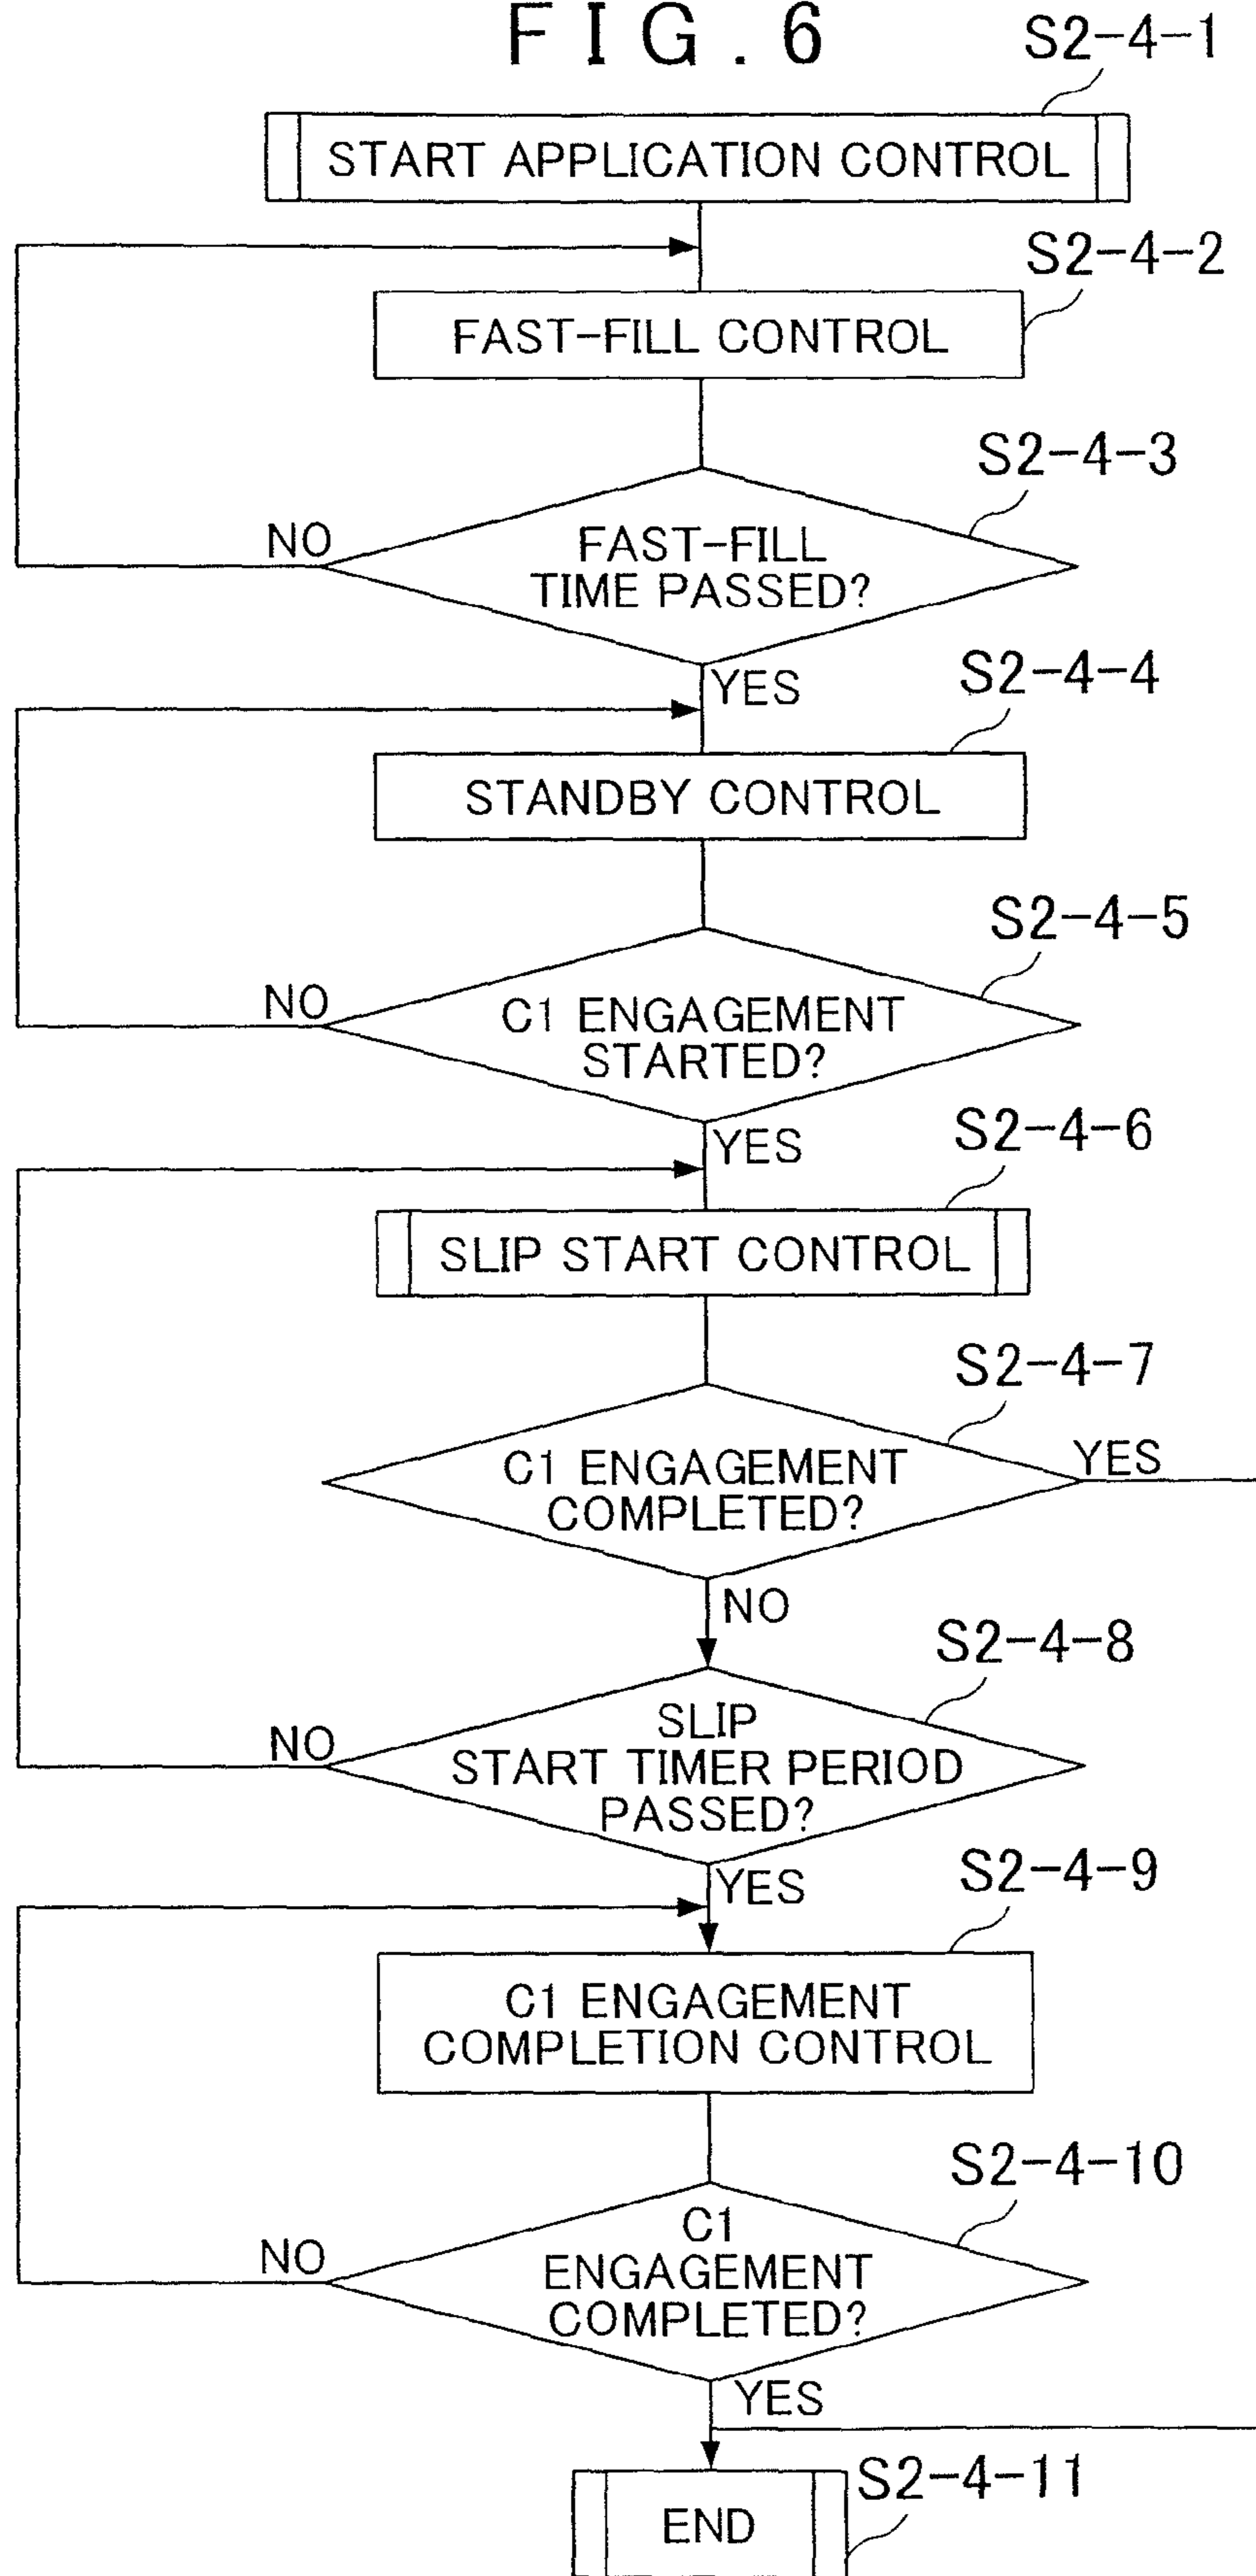 FIG. 6
S2-4-1
START APPLICATION CONTROL
S2-4-2
FAST-FILL CONTROL
S2-4-3
NO
FAST-FILL
TIME PASSED?
YES
S2-4-4
STANDBY CONTROL
S2-4-5
NO
C1 ENGAGEMENT
STARTED?
YES
S2-4-6
SLIP START CONTROL
S2-4-7
C1 ENGAGEMENT
COMPLETED?
YES
NO
S2-4-8
NO
SLIP
START TIMER PERIOD
PASSED?
YES
S2-4-9
C1 ENGAGEMENT
COMPLETION CONTROL
S2-4-10
NO
C1
ENGAGEMENT
COMPLETED?
YES
S2-4-11
END